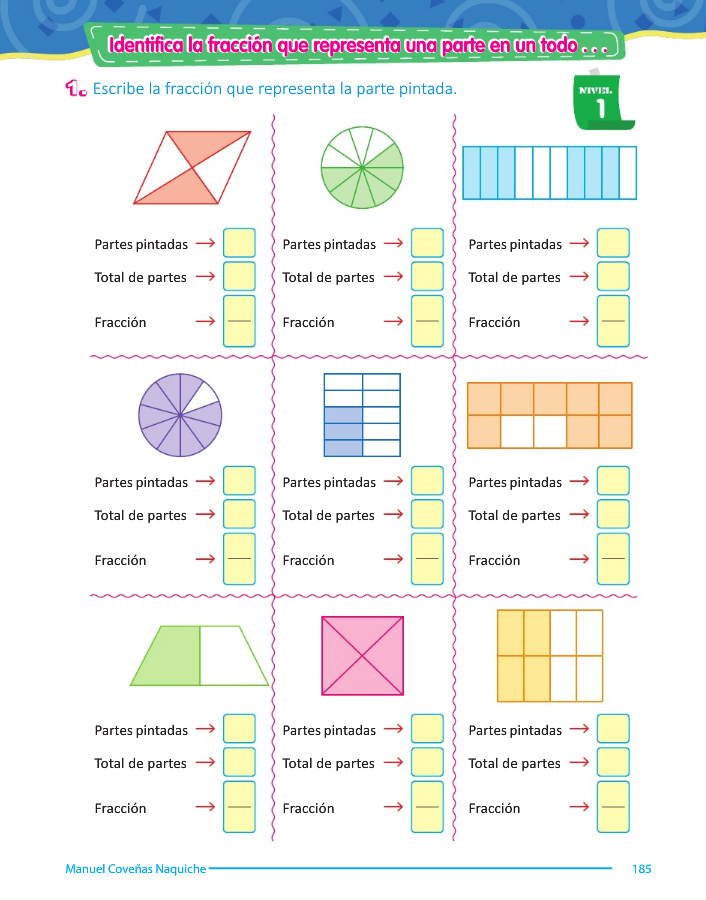 Identifica la fracción que representa una parte en un todo . . .
1. Escribe la fracción que representa la parte pintada.
NIVEL
1
Partes pintadas → Partes pintadas → Partes pintadas →
Total de partes → Total de partes → Total de partes →
Fracción → Fracción → Fracción →
Partes pintadas → Partes pintadas → Partes pintadas →
Total de partes → Total de partes → Total de partes →
Fracción → Fracción → Fracción →
Partes pintadas → Partes pintadas → Partes pintadas →
Total de partes → Total de partes → Total de partes →
Fracción → Fracción → Fracción →
Manuel Coveñas Naquiche 185